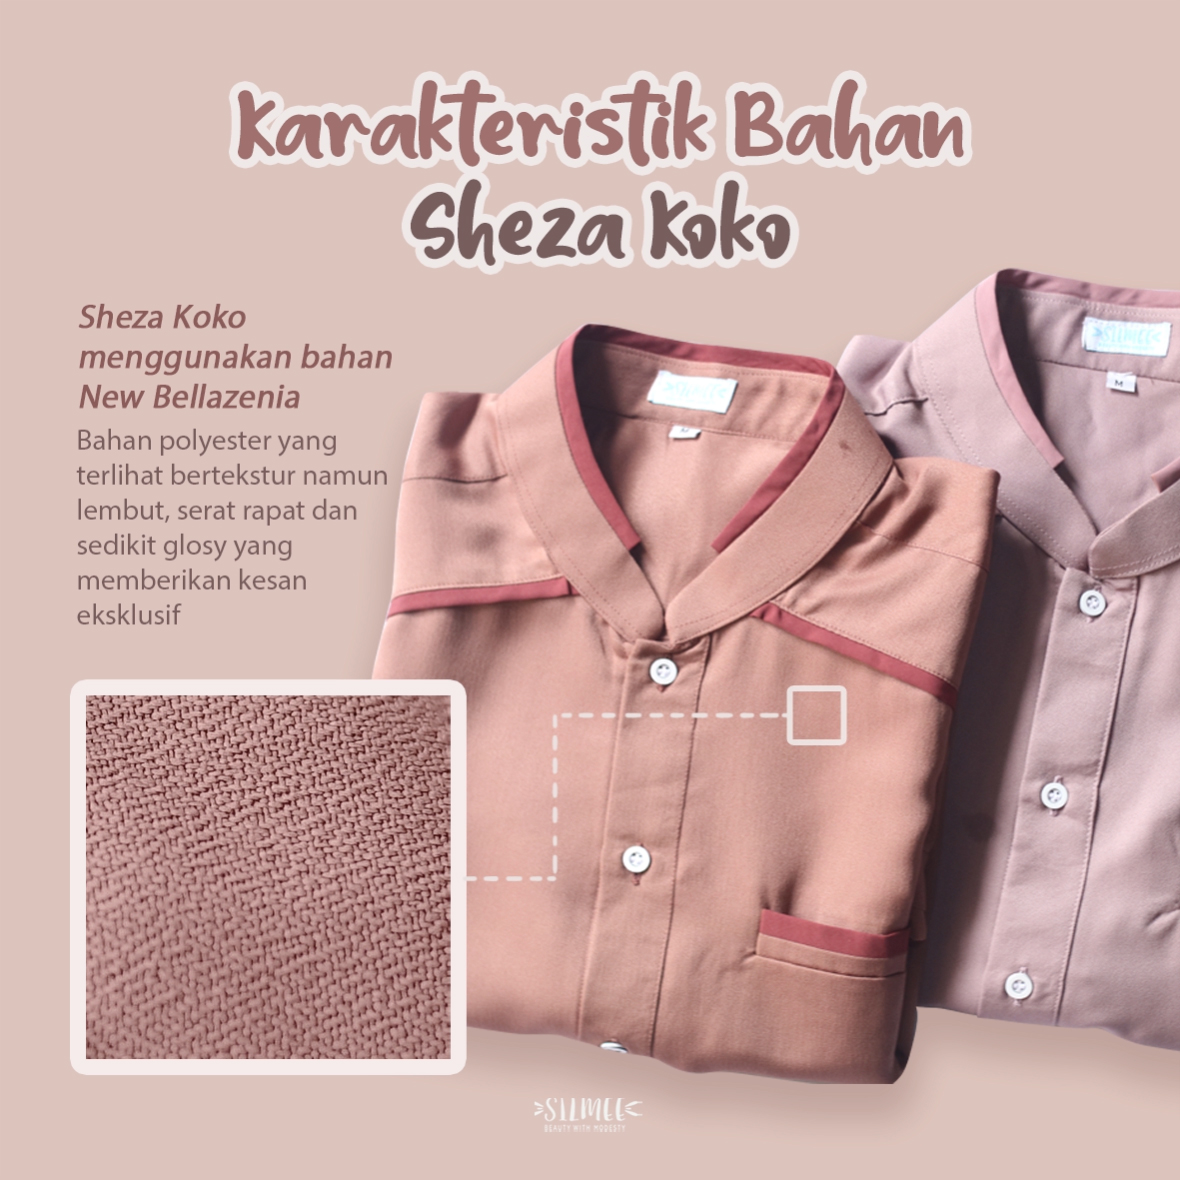 Karakteristik Bahan
Sheza Koko
Sheza Koko
menggunakan bahan
New Bellazenia
Bahan polyester yang
terlihat bertekstur namun
lembut, serat rapat dan
sedikit glosy yang
memberikan kesan
eksklusif
SILMEE
M
SILMEE
BEAUTY WITH MODESTY